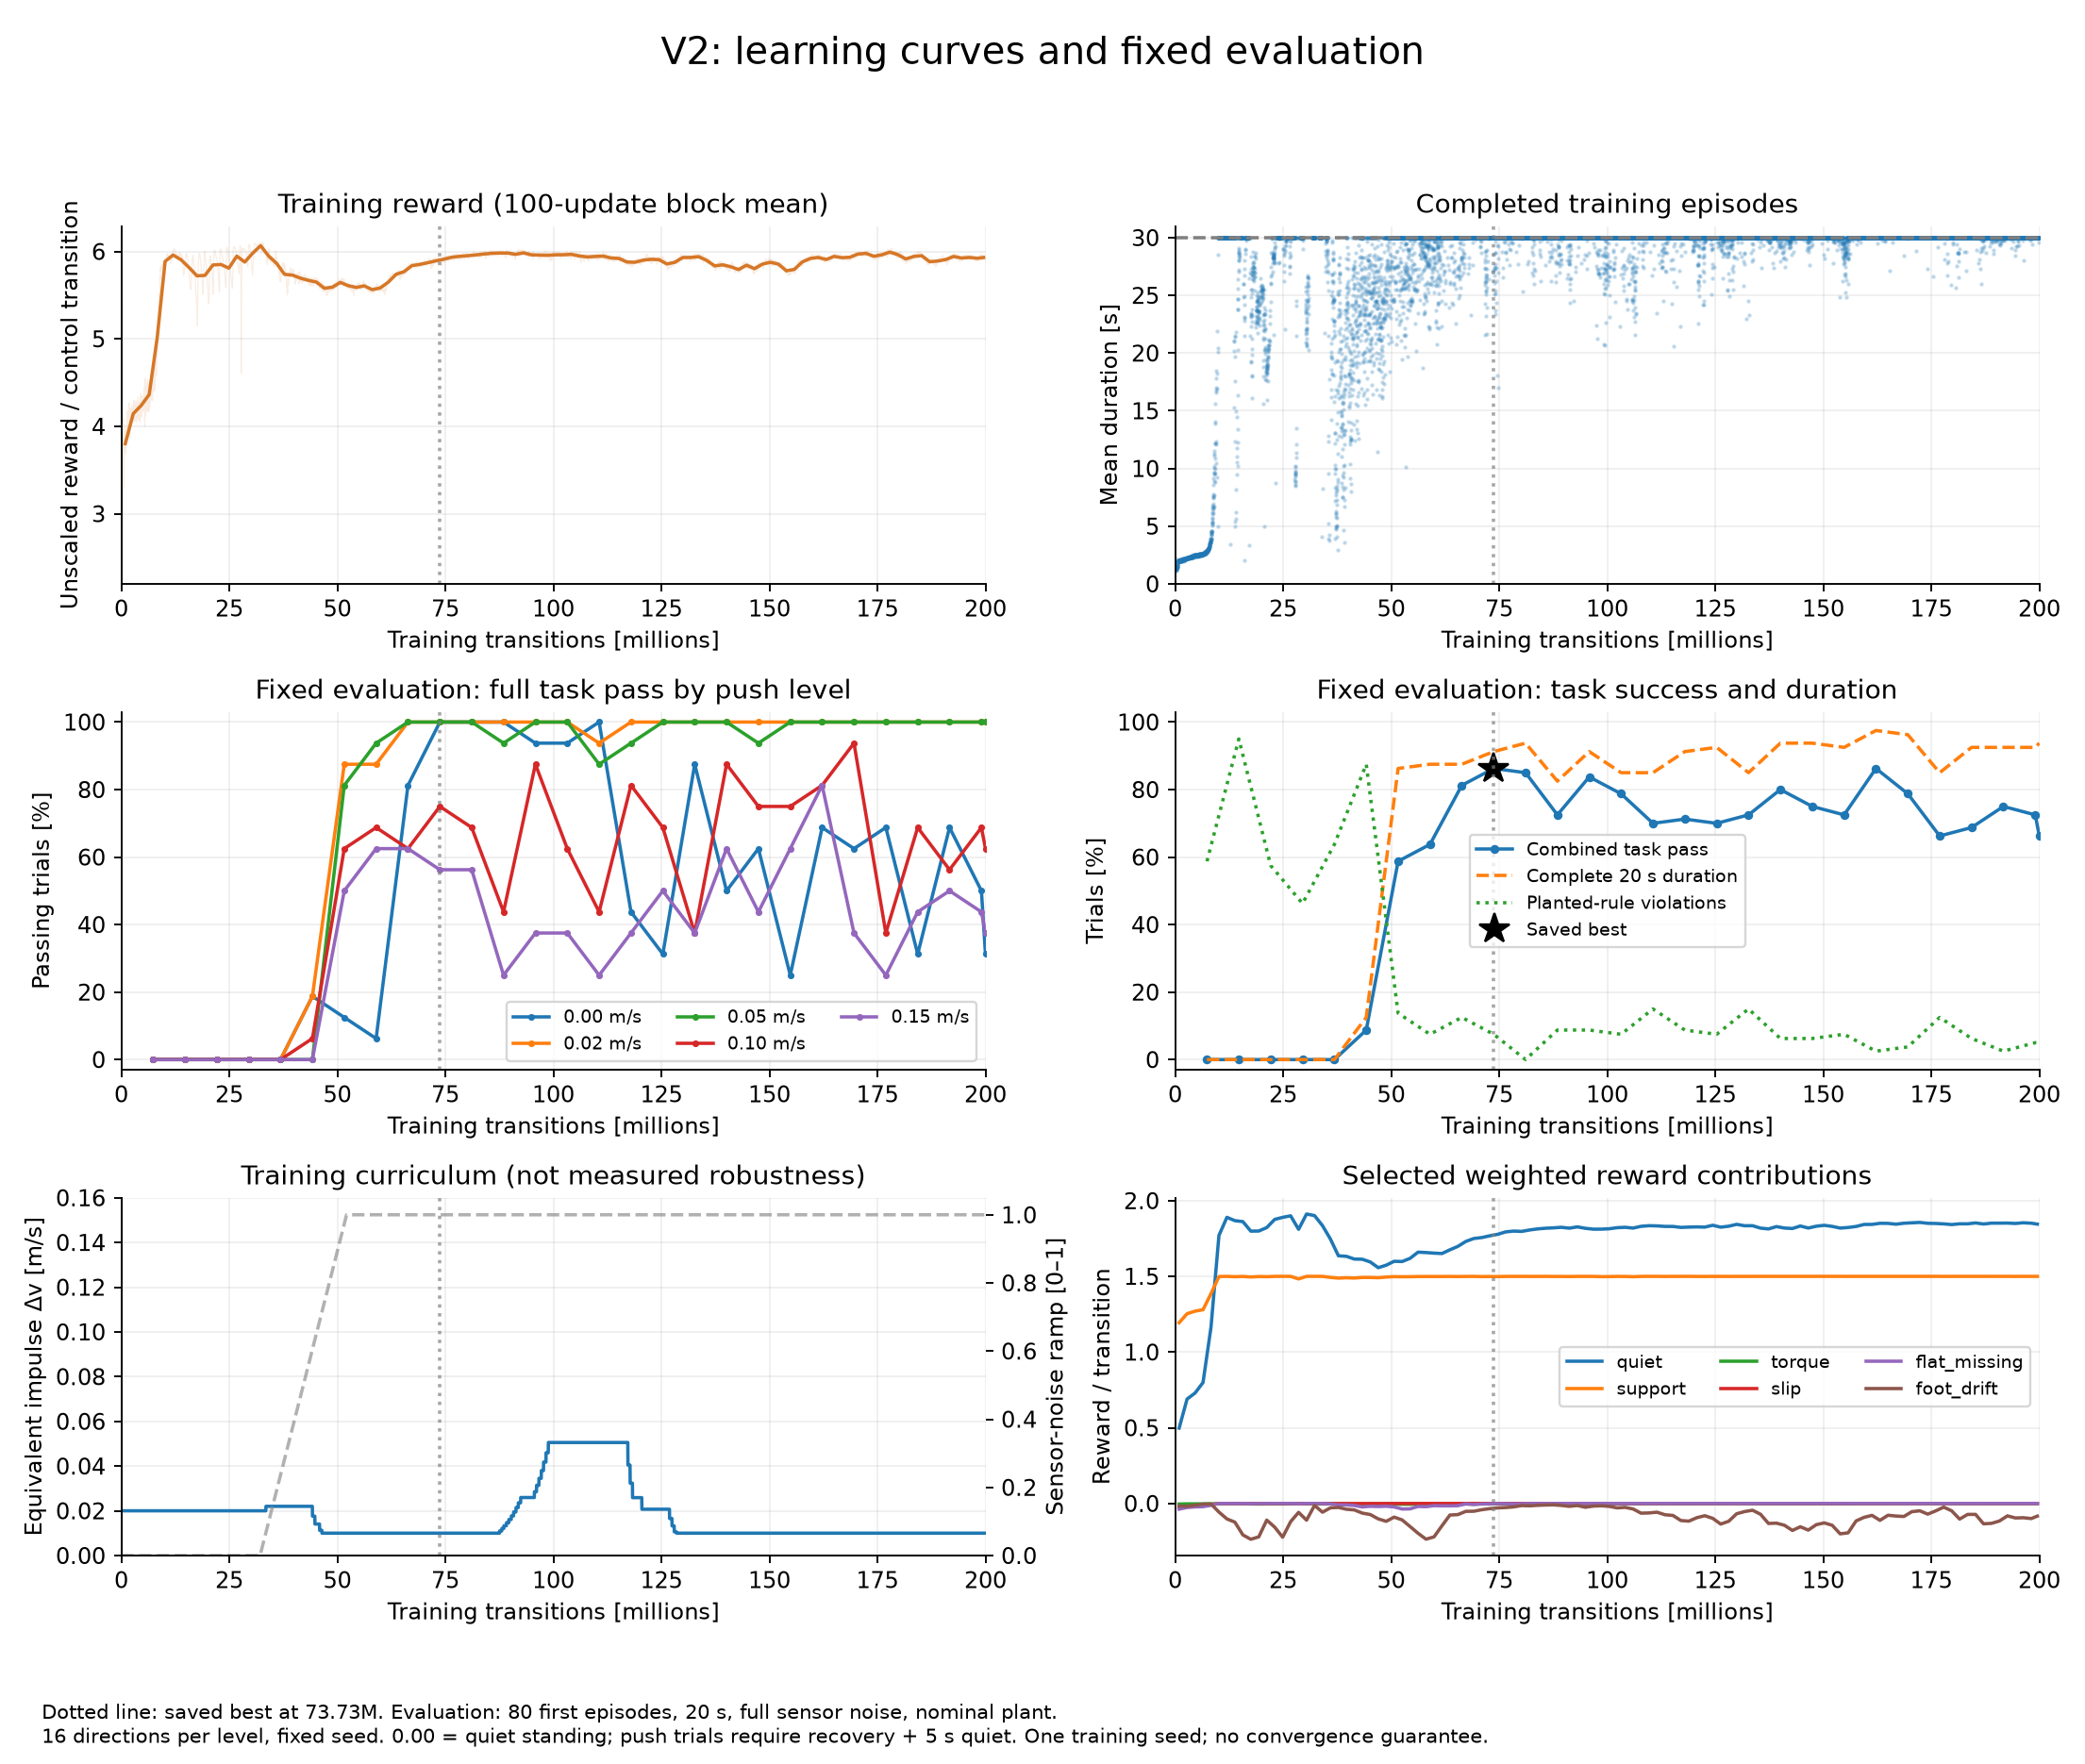 V2: learning curves and fixed evaluation
Training reward (100-update block mean)
Unscaled reward / control transition
6
5
4
3
0 25 50 75 100 125 150 175 200
Training transitions [millions]
Completed training episodes
Mean duration [s]
30
25
20
15
10
5
0
0 25 50 75 100 125 150 175 200
Training transitions [millions]
Fixed evaluation: full task pass by push level
Passing trials [%]
100
80
60
40
20
0
0.00 m/s 0.05 m/s 0.15 m/s
0.02 m/s 0.10 m/s
0 25 50 75 100 125 150 175 200
Training transitions [millions]
Fixed evaluation: task success and duration
Trials [%]
100
80
60
40
20
0
Combined task pass
Complete 20 s duration
Planted-rule violations
Saved best
0 25 50 75 100 125 150 175 200
Training transitions [millions]
Training curriculum (not measured robustness)
Equivalent impulse Δv [m/s]
0.16
0.14
0.12
0.10
0.08
0.06
0.04
0.02
0.00
1.0
0.8
0.6
0.4
0.2
0.0
Sensor-noise ramp [0–1]
0 25 50 75 100 125 150 175 200
Training transitions [millions]
Selected weighted reward contributions
Reward / transition
2.0
1.5
1.0
0.5
0.0
quiet torque flat_missing
support slip foot_drift
0 25 50 75 100 125 150 175 200
Training transitions [millions]
Dotted line: saved best at 73.73M. Evaluation: 80 first episodes, 20 s, full sensor noise, nominal plant.
16 directions per level, fixed seed. 0.00 = quiet standing; push trials require recovery + 5 s quiet. One training seed; no convergence guarantee.